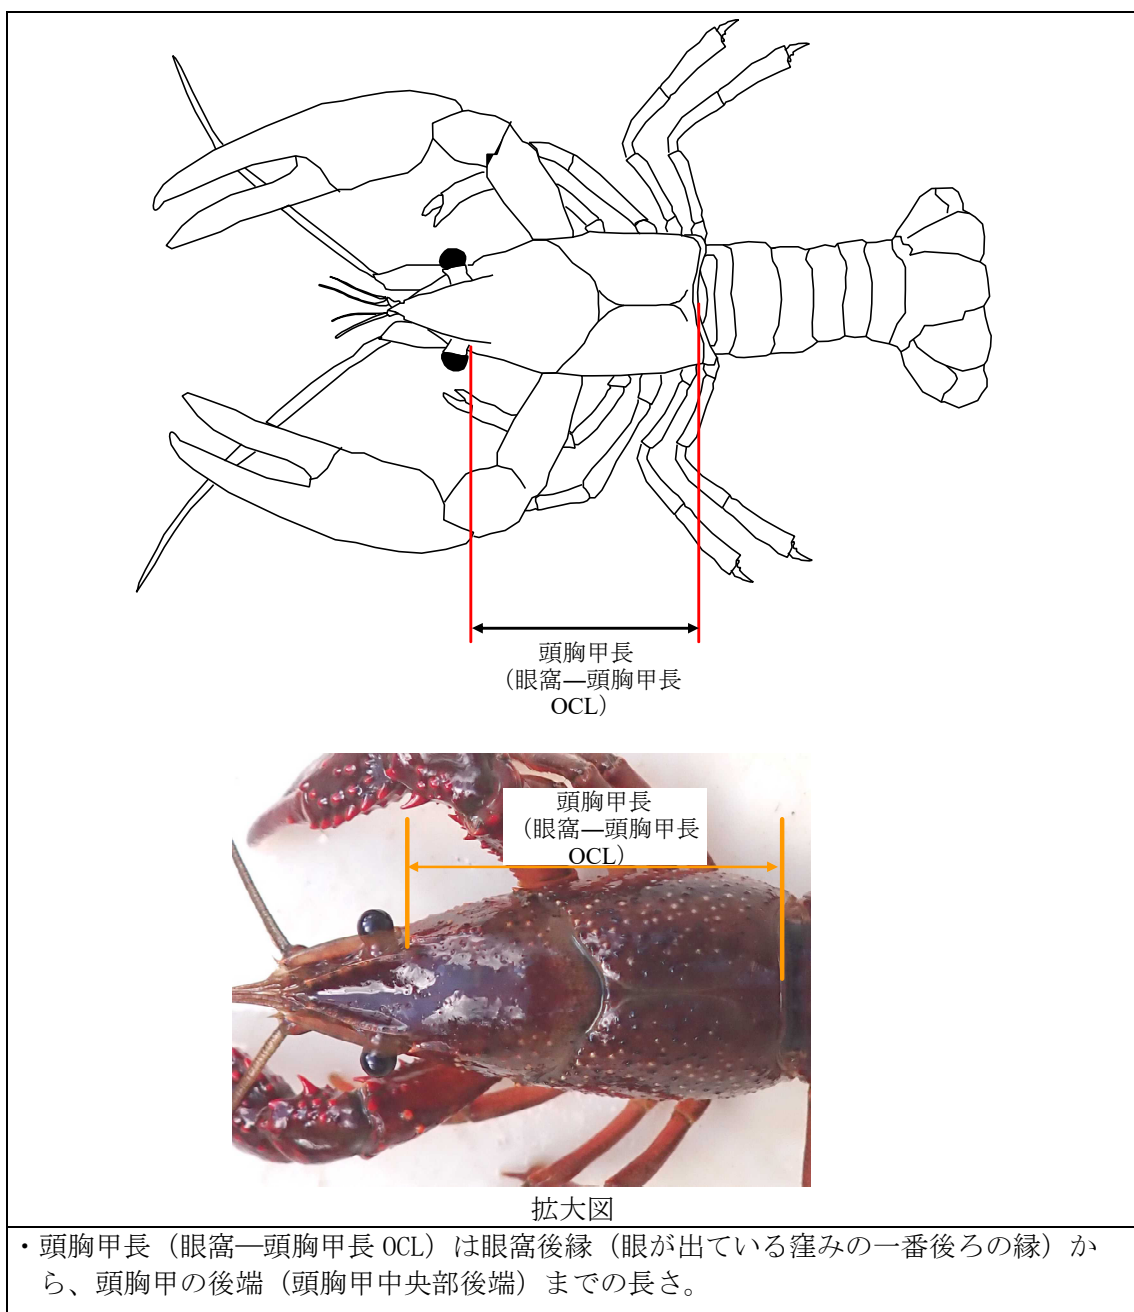 頭胸甲長
（眼窩―頭胸甲長
OCL）
頭胸甲長
（眼窩―頭胸甲長
OCL）
拡大図
・頭胸甲長（眼窩―頭胸甲長 OCL）は眼窩後縁（眼が出ている窪みの一番後ろの縁）か
ら、頭胸甲の後端（頭胸甲中央部後端）までの長さ。